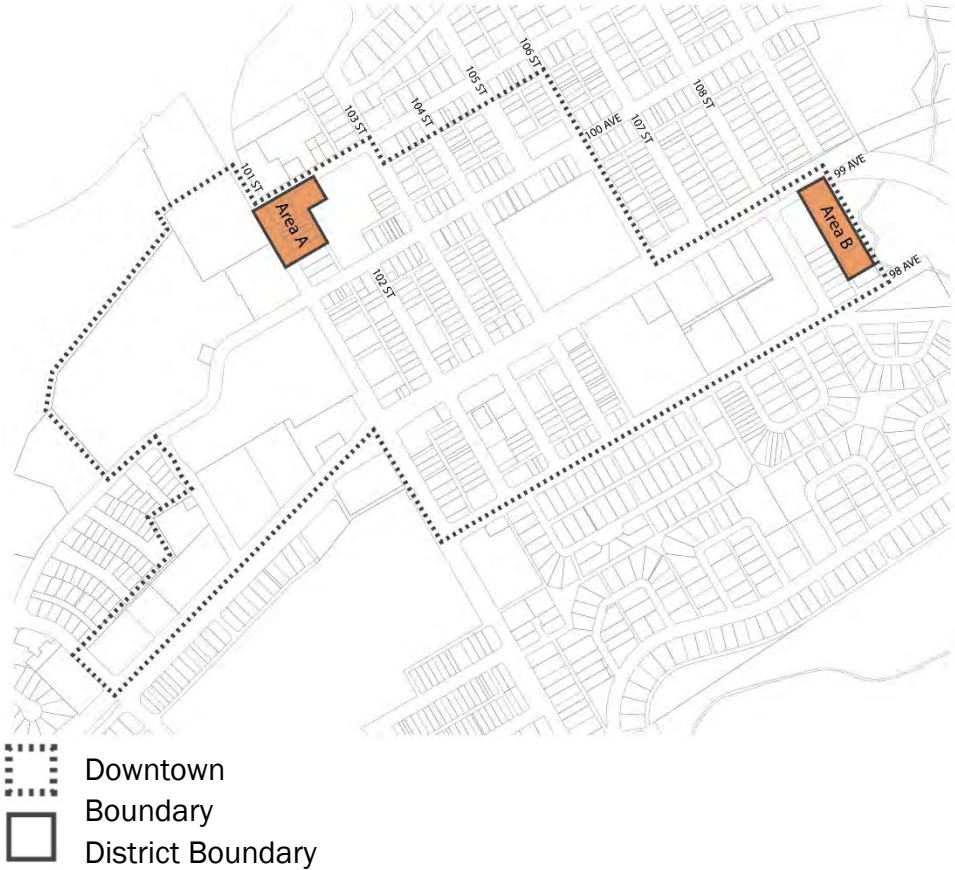 106 ST
105 ST
108 ST
104 ST
103 ST
107 ST
100 AVE
101 ST
99 AVE
Area A
Area B
102 ST
98 AVE
Downtown
Boundary
District Boundary